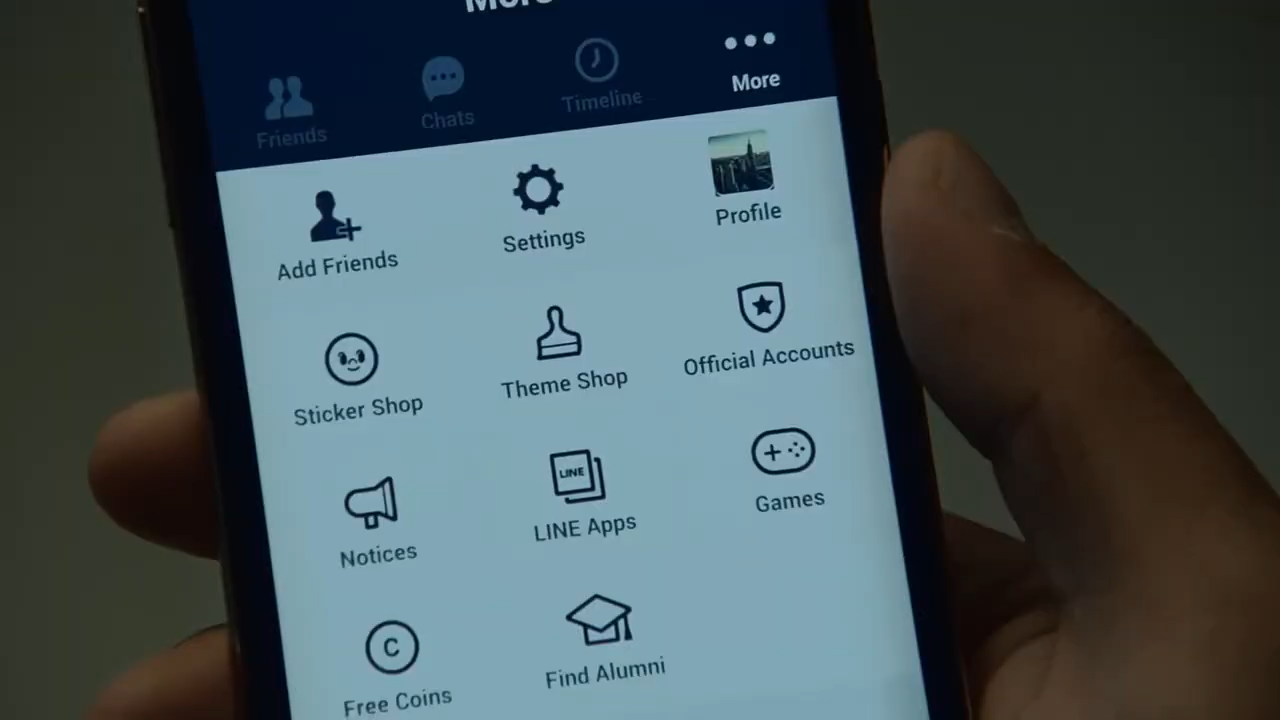 More
Friends
Chats
Timeline
More
Add Friends
Settings
Profile
Sticker Shop
Theme Shop
Official Accounts
Notices
LINE
LINE Apps
Games
C
Free Coins
Find Alumni